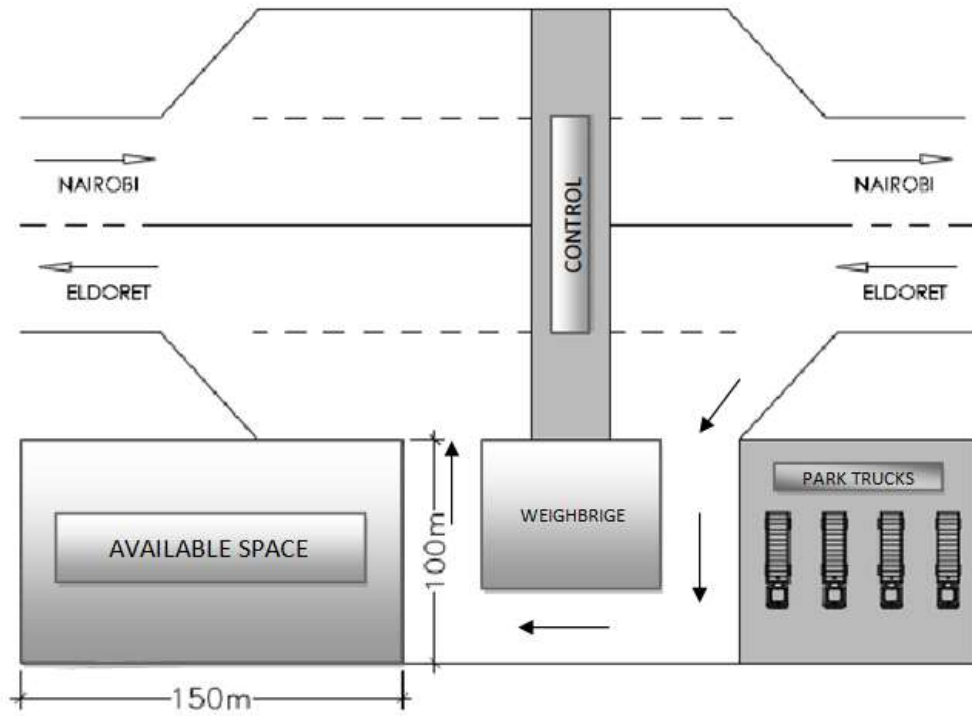 NAIROBI
NAIROBI
CONTROL
ELDORET
ELDORET
PARK TRUCKS
WEIGHBRIGE
AVAILABLE SPACE
100m
150m